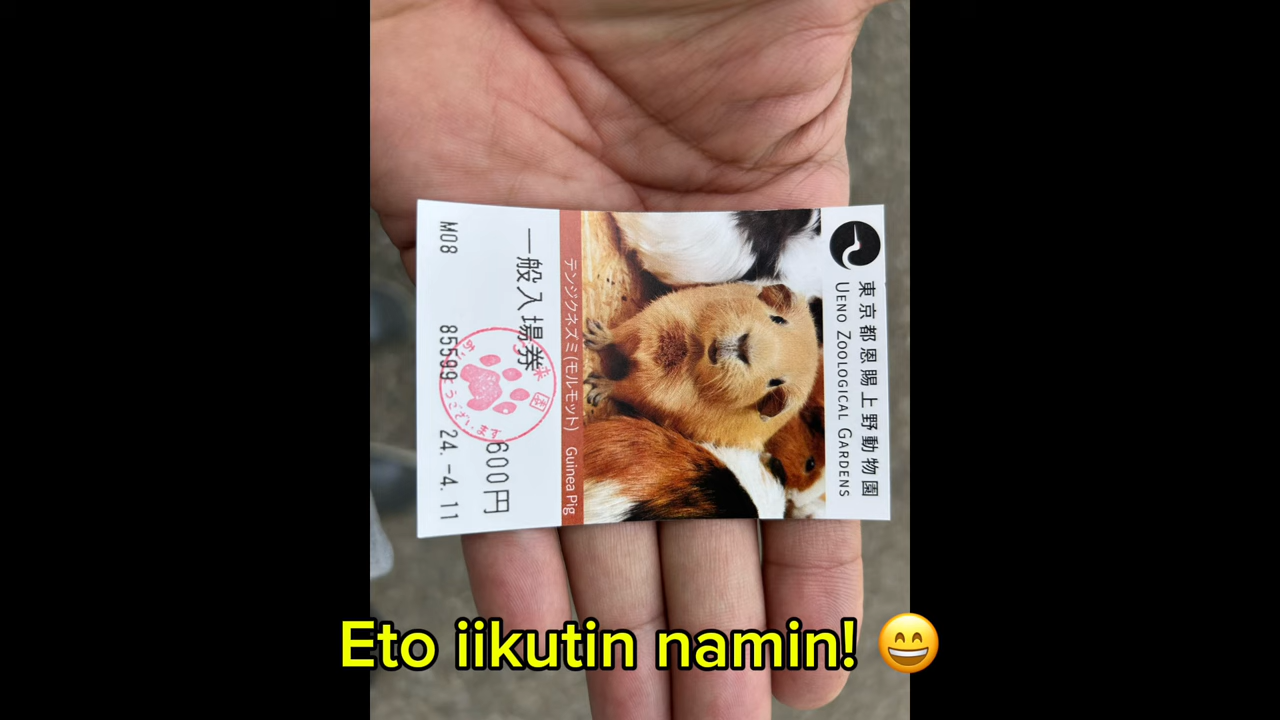 東京都恩賜上野動物園
UENO ZOOLOGICAL GARDENS
テンジクネズミ(モルモット) Guinea Pig
一般入場券
600円
M08 85599 24.-4.11
Eto iikutin namin! 😄